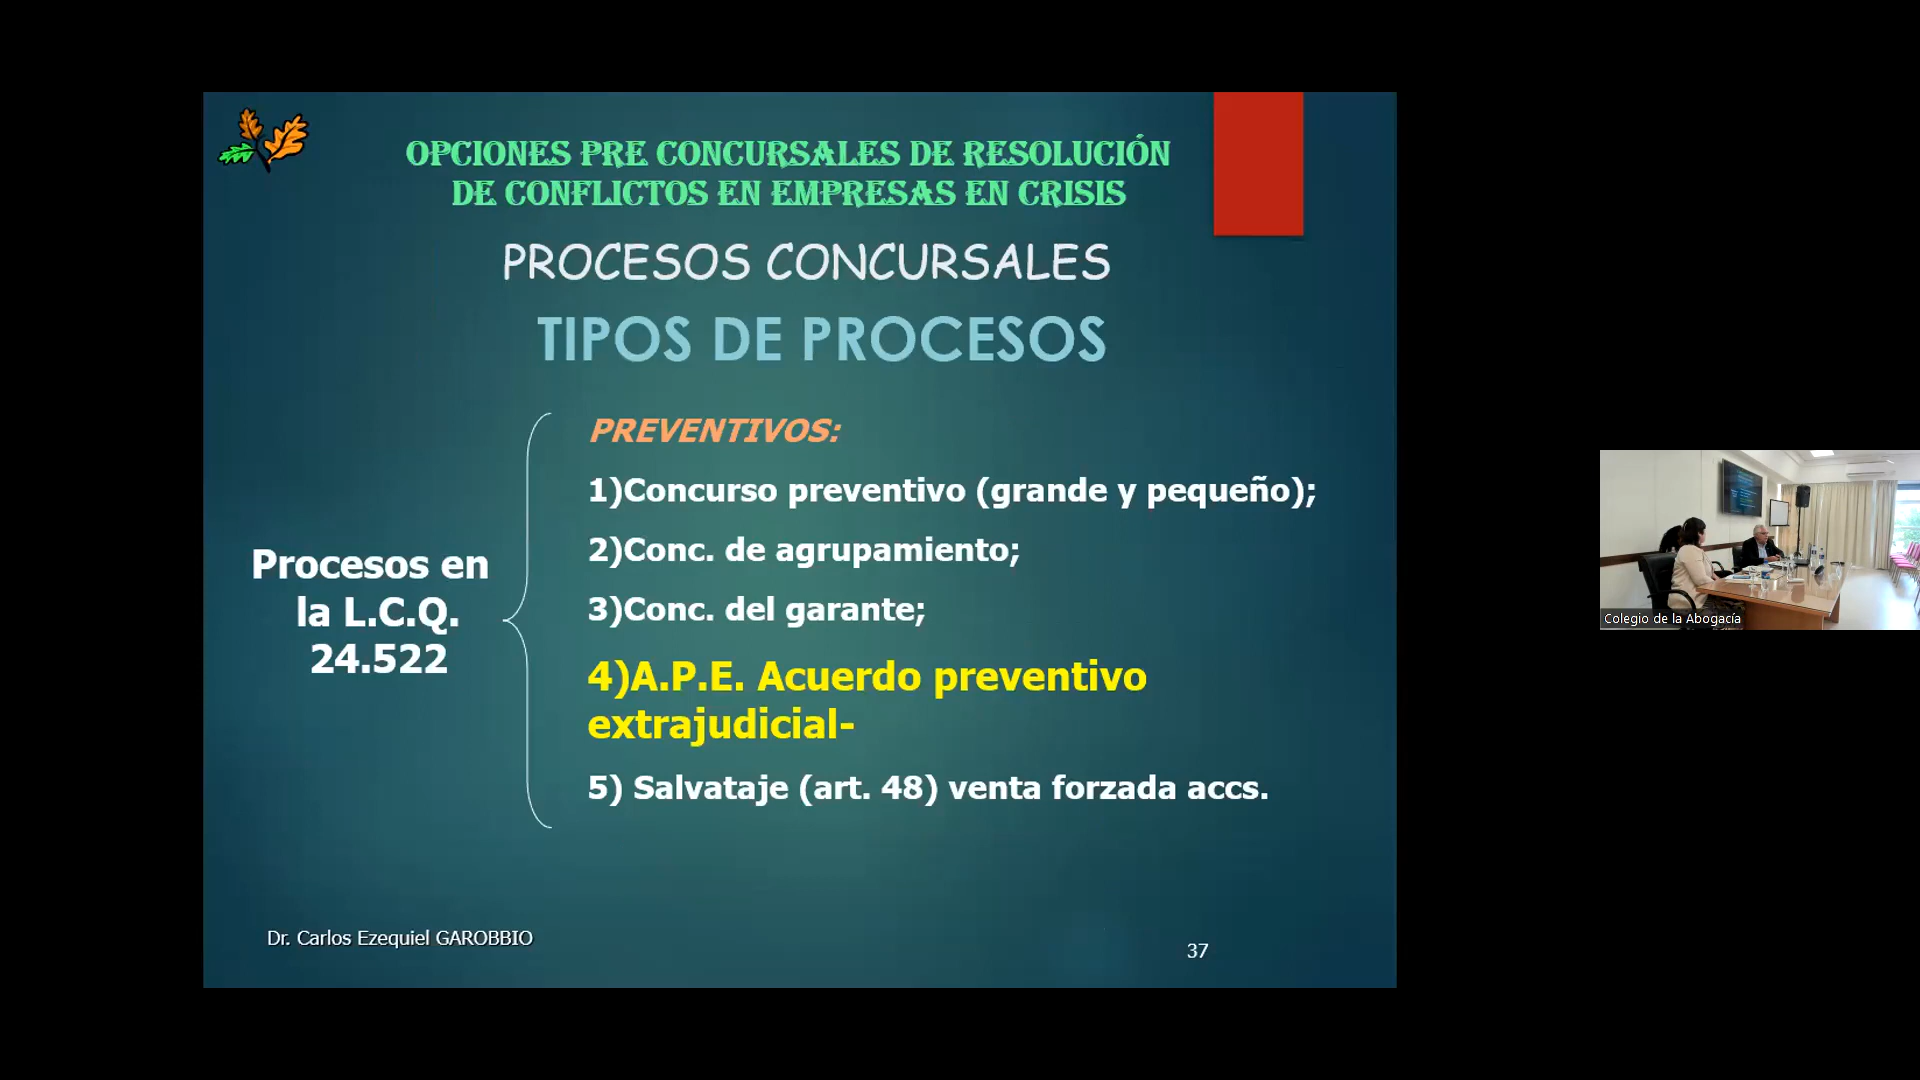 OPCIONES PRE CONCURSALES DE RESOLUCIÓN
DE CONFLICTOS EN EMPRESAS EN CRISIS
PROCESOS CONCURSALES
TIPOS DE PROCESOS
Procesos en
la L.C.Q.
24.522
PREVENTIVOS:
1)Concurso preventivo (grande y pequeño);
2)Conc. de agrupamiento;
3)Conc. del garante;
4)A.P.E. Acuerdo preventivo
extrajudicial-
5) Salvataje (art. 48) venta forzada accs.
Dr. Carlos Ezequiel GAROBBIO
37
Colegio de la Abogacía